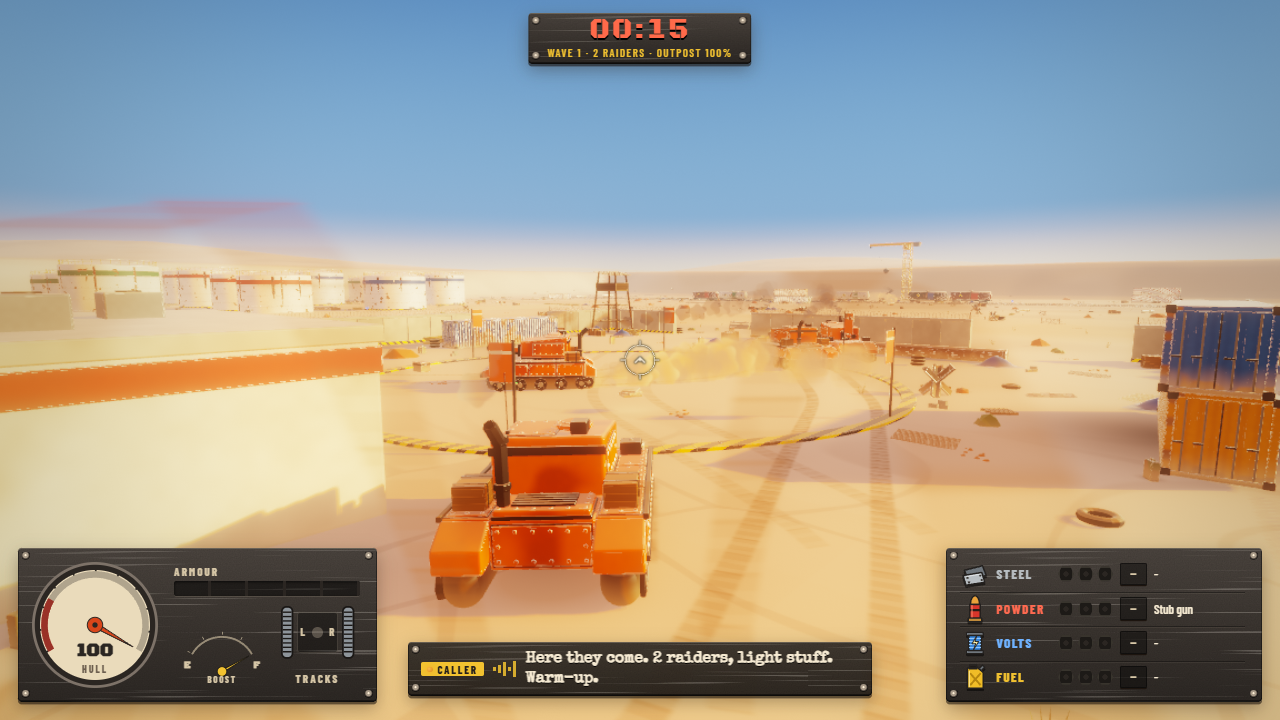 00:15
WAVE 1 - 2 RAIDERS - OUTPOST 100%
ARMOUR
100
HULL
E F
BOOST
L R
TRACKS
CALLER
Here they come. 2 raiders, light stuff.
Warm-up.
STEEL - -
POWDER - Stub gun
VOLTS - -
FUEL - -